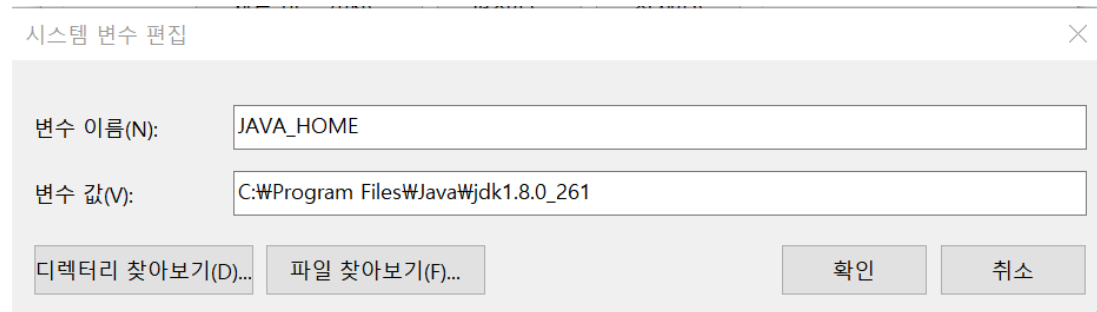 시스템 변수 편집
변수 이름(N):
JAVA_HOME
변수 값(V):
C:₩Program Files₩Java₩jdk1.8.0_261
디렉터리 찾아보기(D)...
파일 찾아보기(F)...
확인
취소